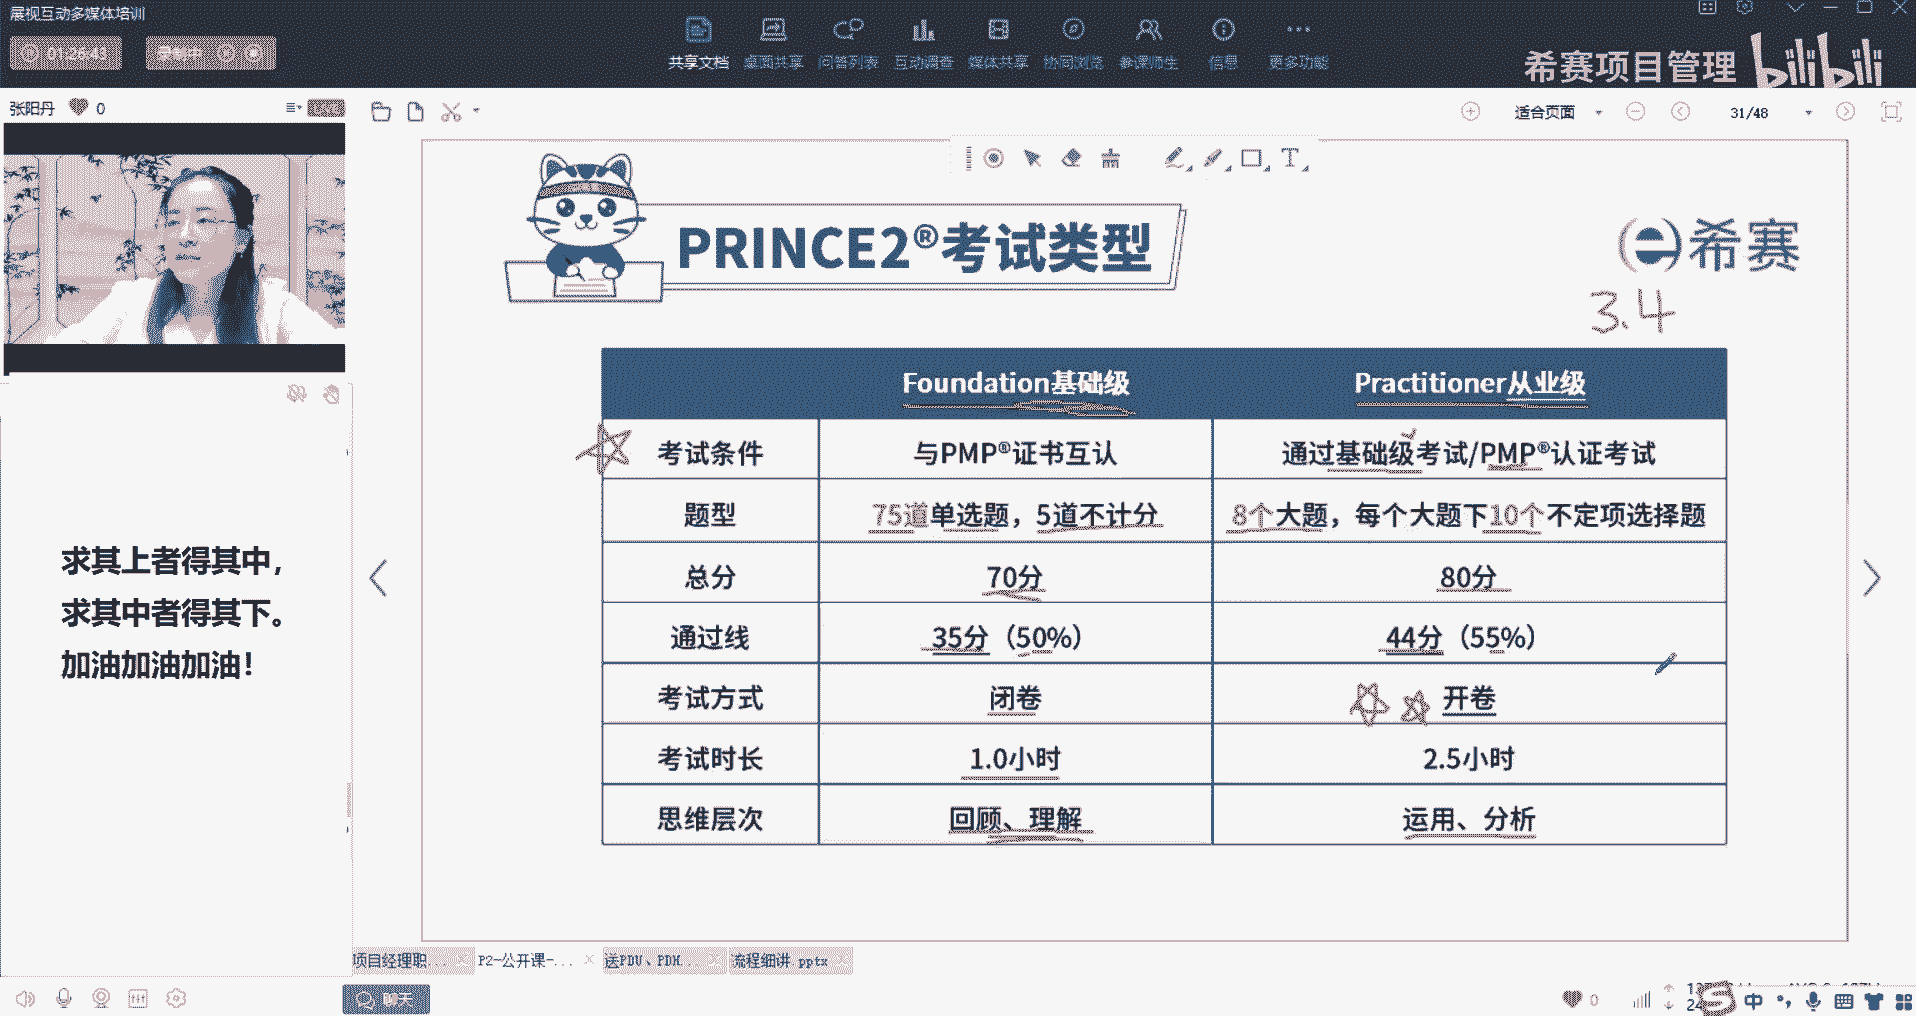 展视互动多媒体培训
01:26:43
录制中
共享文档 桌面共享 问答列表 互动调查 媒体共享 协同浏览 参课师生 信息 更多功能
希赛项目管理 bilibili
张阳丹 0
适合页面 31/48
PRINCE2®考试类型
希赛
3.4
Foundation基础级 Practitioner从业级
考试条件 与PMP®证书互认 通过基础级考试/PMP®认证考试
题型 75道单选题，5道不计分 8个大题，每个大题下10个不定项选择题
总分 70分 80分
通过线 35分（50%） 44分（55%）
考试方式 闭卷 开卷
考试时长 1.0小时 2.5小时
思维层次 回顾、理解 运用、分析
求其上者得其中，
求其中者得其下。
加油加油加油！
项目经理职... P2-公开课-... 送PDU、PDM... 流程细讲.pptx
聊天
0
中